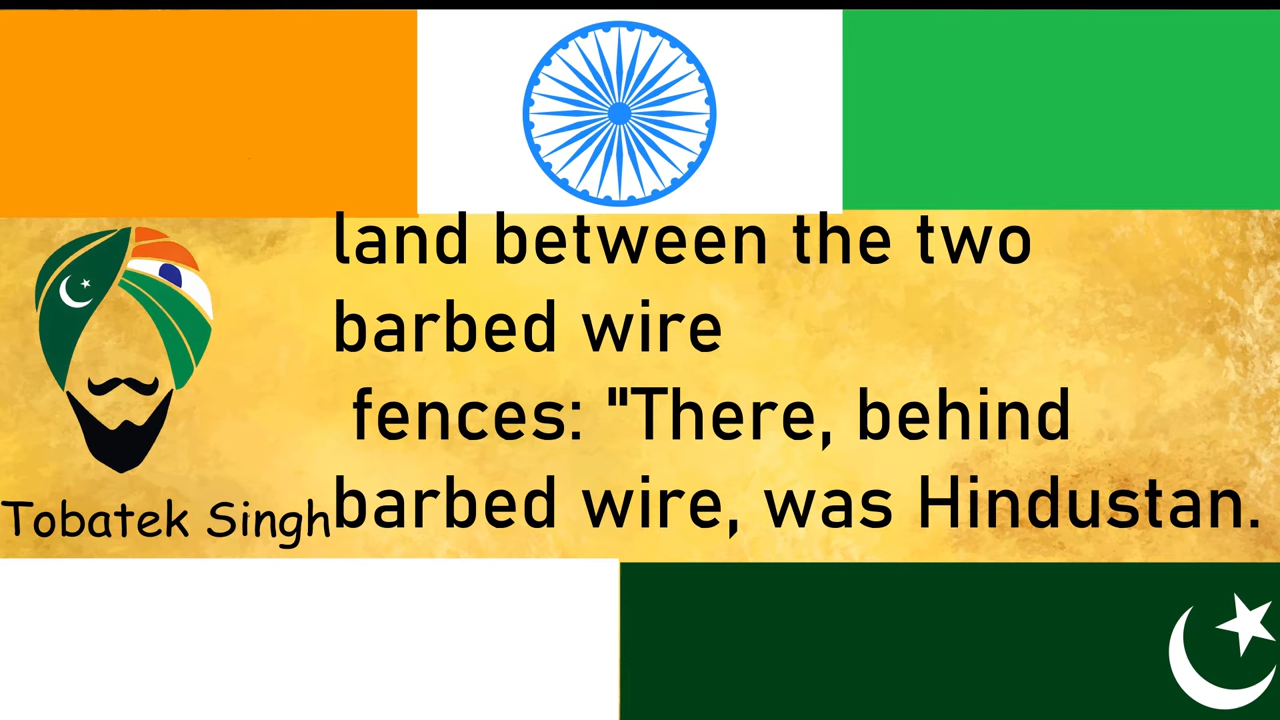 land between the two
barbed wire
fences: "There, behind
barbed wire, was Hindustan.
Tobatek Singh